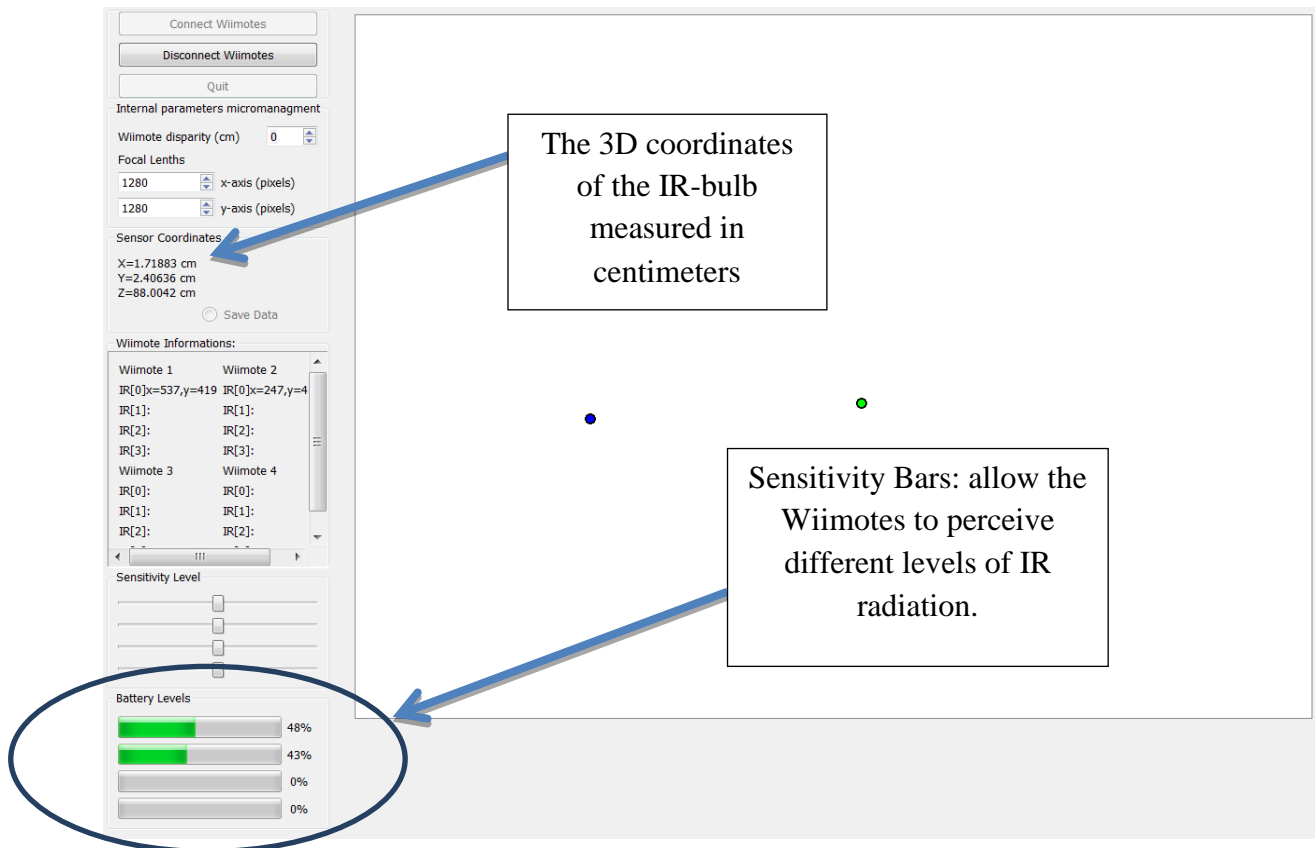 Connect Wiimotes
Disconnect Wiimotes
Quit
Internal parameters micromanagment
Wiimote disparity (cm) 0
Focal Lenths
1280 x-axis (pixels)
1280 y-axis (pixels)
Sensor Coordinates
X=1.71883 cm
Y=2.40636 cm
Z=88.0042 cm
Save Data
Wiimote Informations:
Wiimote 1 Wiimote 2
IR[0]x=537,y=419 IR[0]x=247,y=4
IR[1]: IR[1]:
IR[2]: IR[2]:
IR[3]: IR[3]:
Wiimote 3 Wiimote 4
IR[0]: IR[0]:
IR[1]: IR[1]:
IR[2]: IR[2]:
Sensitivity Level
Battery Levels
48%
43%
0%
0%
The 3D coordinates
of the IR-bulb
measured in
centimeters
Sensitivity Bars: allow the
Wiimotes to perceive
different levels of IR
radiation.